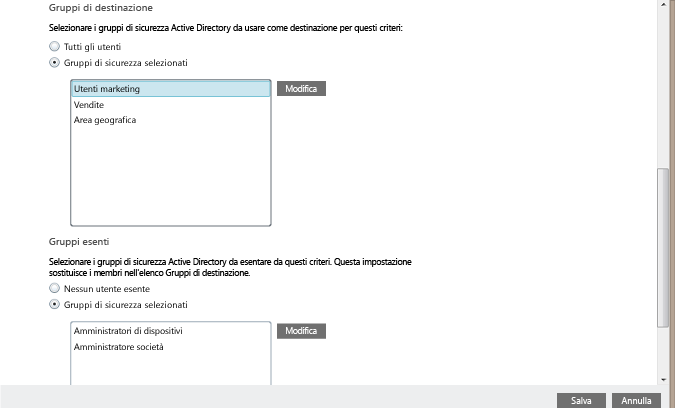 Gruppi di destinazione
Selezionare i gruppi di sicurezza Active Directory da usare come destinazione per questi criteri:
Tutti gli utenti
Gruppi di sicurezza selezionati
Utenti marketing
Modifica
Vendite
Area geografica
Gruppi esenti
Selezionare i gruppi di sicurezza Active Directory da esentare da questi criteri. Questa impostazione
sostituisce i membri nell'elenco Gruppi di destinazione.
Nessun utente esente
Gruppi di sicurezza selezionati
Amministratori di dispositivi
Modifica
Amministratore società
Salva
Annulla